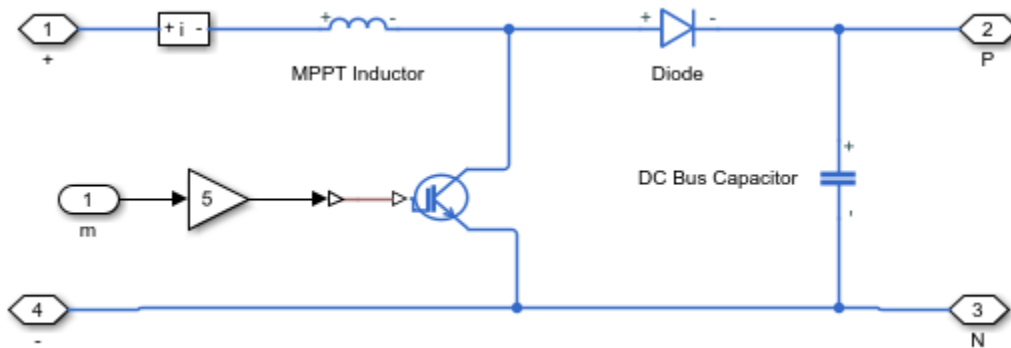 1
+
+ i -
+ -
MPPT Inductor
+ -
Diode
2
P
1
m
5
DC Bus Capacitor
+
-
4
-
3
N